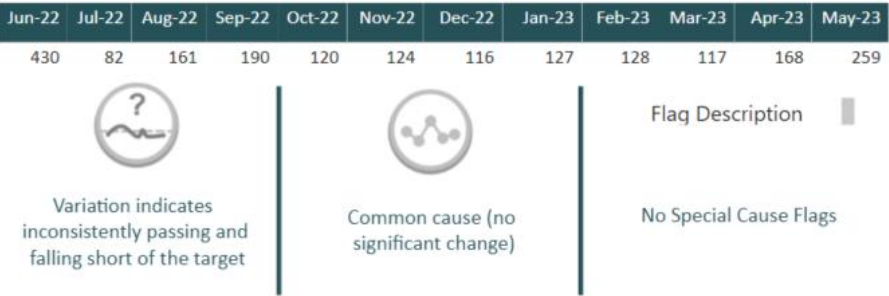 Jun-22 Jul-22 Aug-22 Sep-22 Oct-22 Nov-22 Dec-22 Jan-23 Feb-23 Mar-23 Apr-23 May-23
430 82 161 190 120 124 116 127 128 117 168 259
?
Variation indicates
inconsistently passing and
falling short of the target
Common cause (no
significant change)
Flag Description
No Special Cause Flags